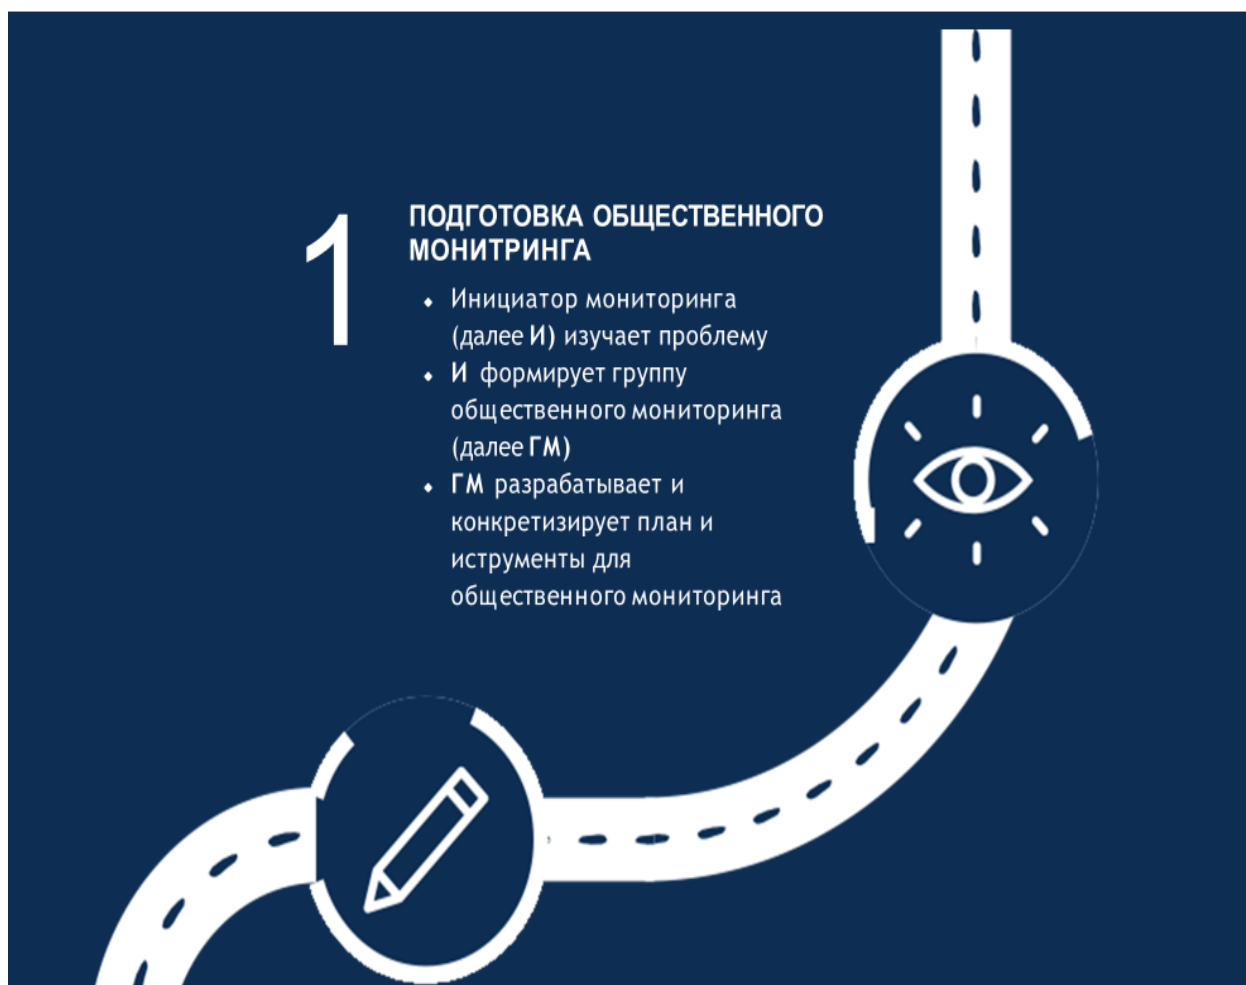 1
ПОДГОТОВКА ОБЩЕСТВЕННОГО
МОНИТРИНГА
⬥ Инициатор мониторинга
(далее И) изучает проблему
⬥ И формирует группу
общественного мониторинга
(далее ГМ)
⬥ ГМ разрабатывает и
конкретизирует план и
иструменты для
общественного мониторинга